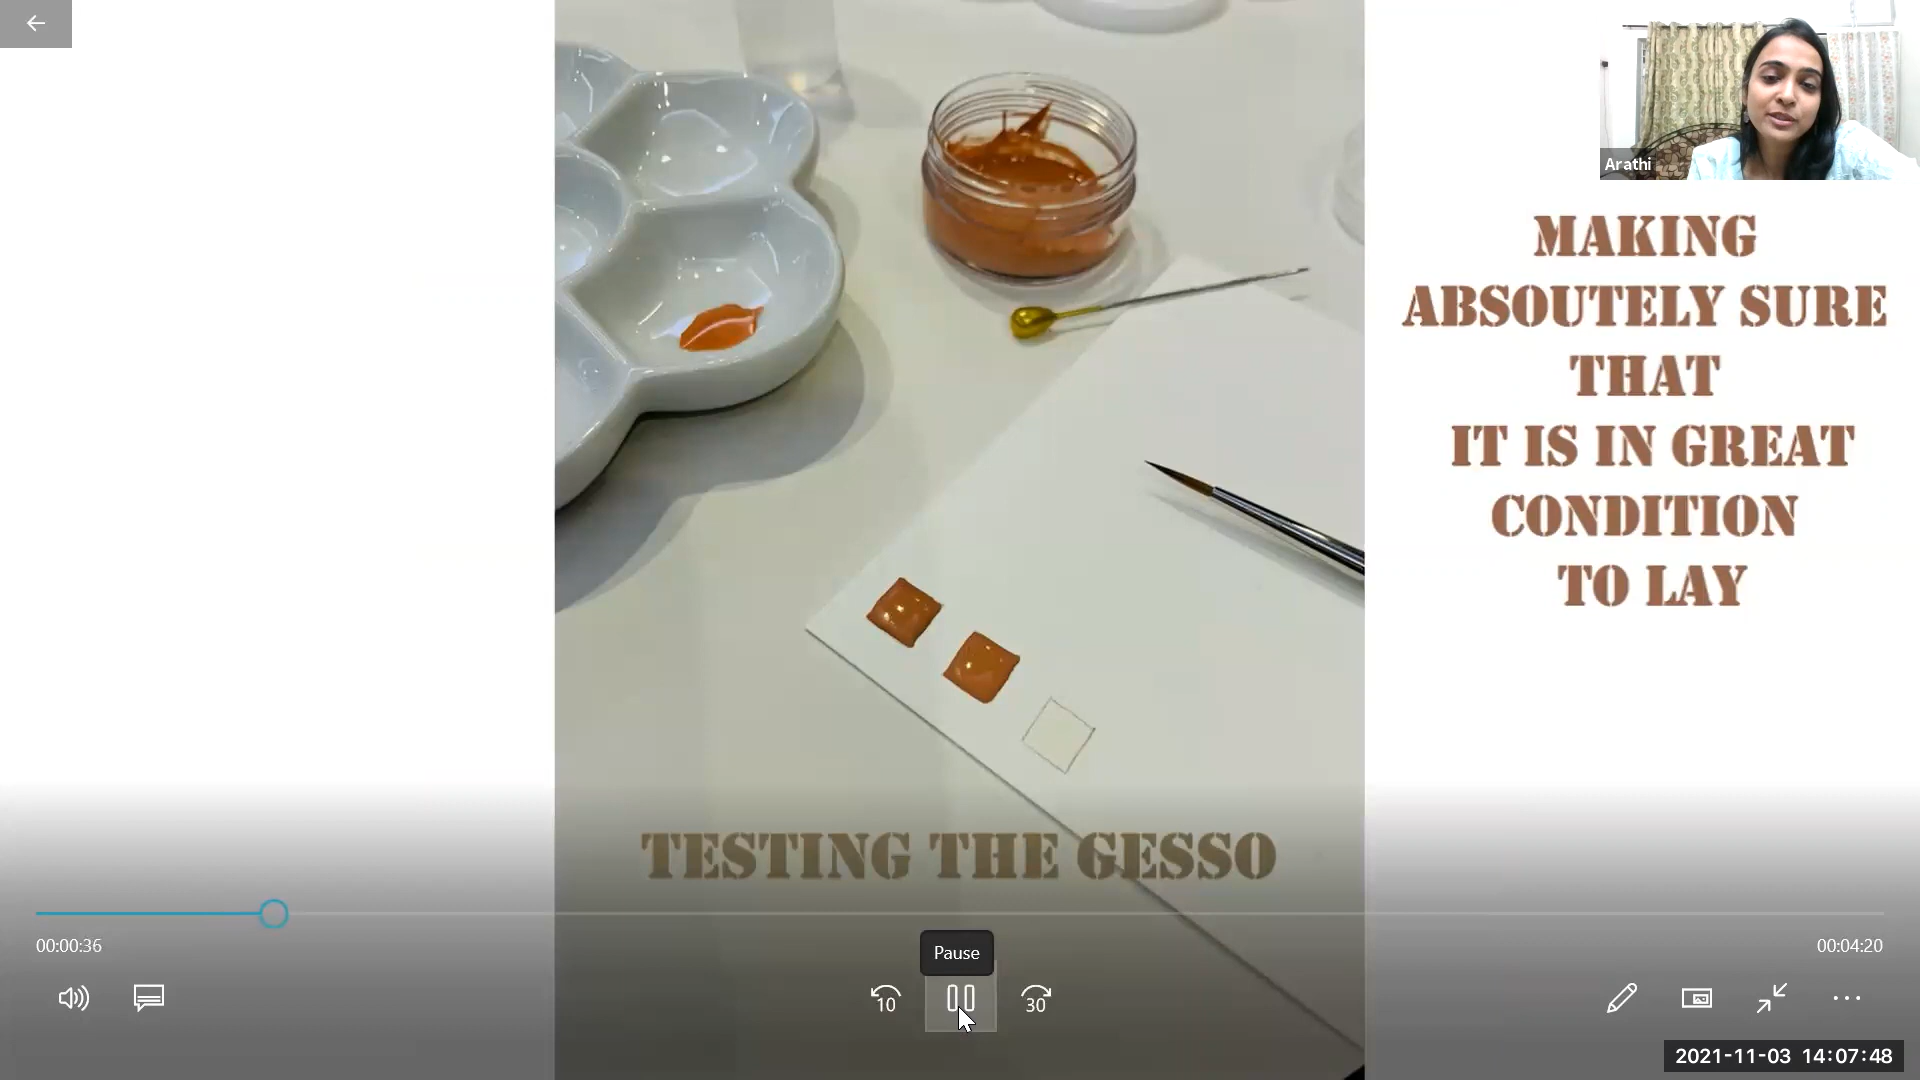 Arathi
MAKING
ABSOUTELY SURE
THAT
IT IS IN GREAT
CONDITION
TO LAY
TESTING THE GESSO
00:00:36
00:04:20
Pause
10
30
2021-11-03 14:07:48